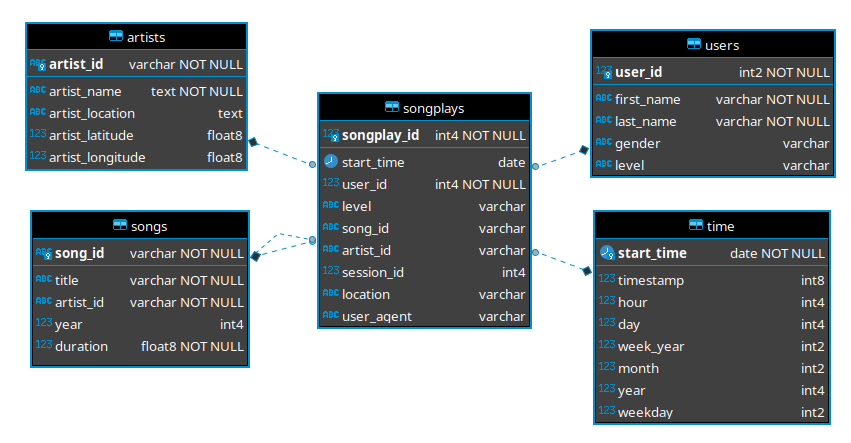 artists
artist_id varchar NOT NULL
artist_name text NOT NULL
artist_location text
artist_latitude float8
artist_longitude float8
songs
song_id varchar NOT NULL
title varchar NOT NULL
artist_id varchar NOT NULL
year int4
duration float8 NOT NULL
songplays
songplay_id int4 NOT NULL
start_time date
user_id int4 NOT NULL
level varchar
song_id varchar
artist_id varchar
session_id int4
location varchar
user_agent varchar
users
user_id int2 NOT NULL
first_name varchar NOT NULL
last_name varchar NOT NULL
gender varchar
level varchar
time
start_time date NOT NULL
timestamp int8
hour int4
day int4
week_year int2
month int2
year int4
weekday int2